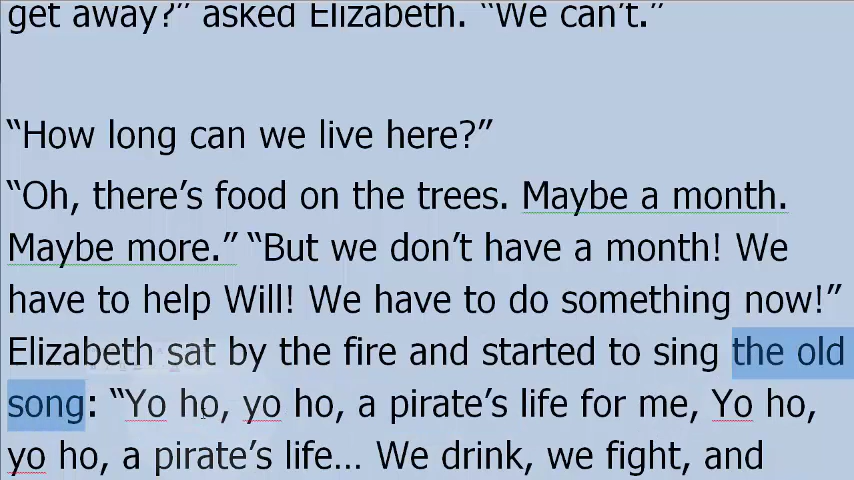 get away?” asked Elizabeth. “We can’t.”
“How long can we live here?”
“Oh, there’s food on the trees. Maybe a month.
Maybe more.” “But we don’t have a month! We
have to help Will! We have to do something now!”
Elizabeth sat by the fire and started to sing the old
song: “Yo ho, yo ho, a pirate’s life for me, Yo ho,
yo ho, a pirate’s life... We drink, we fight, and